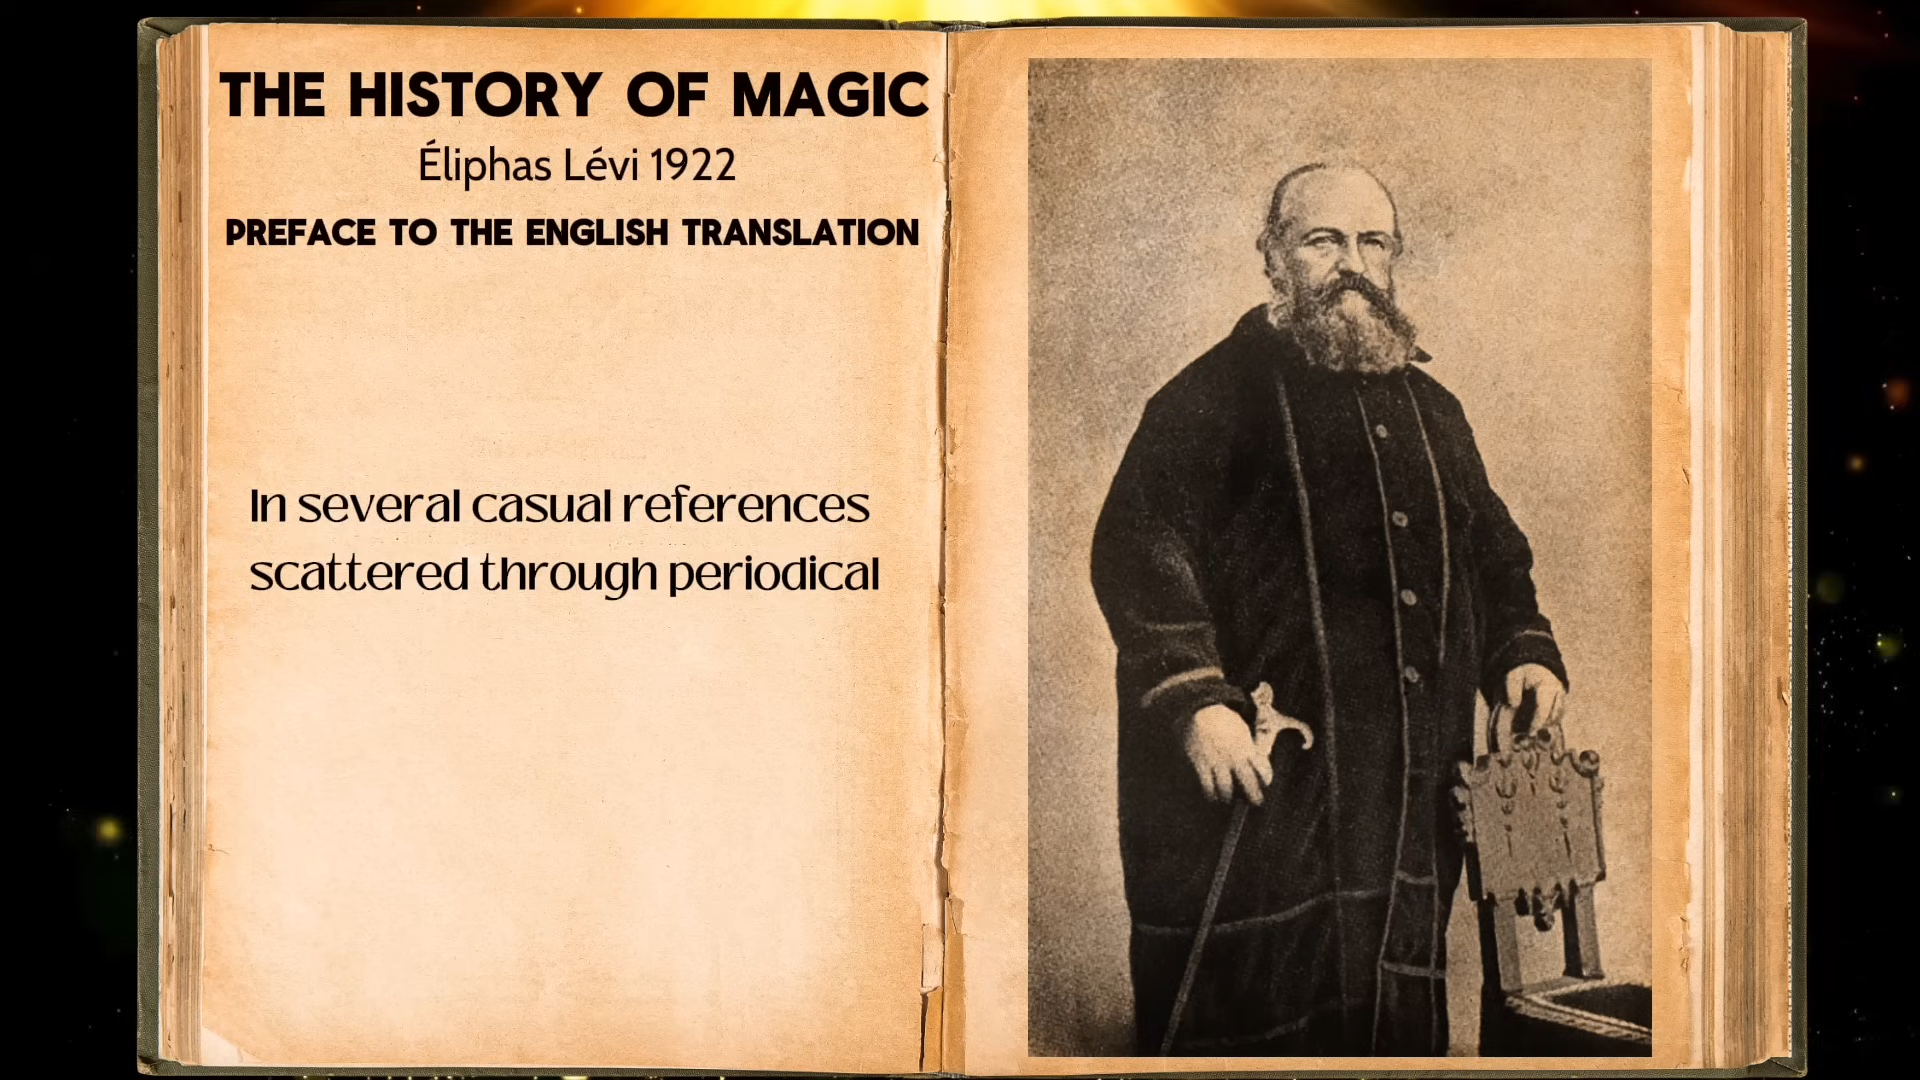 THE HISTORY OF MAGIC
Éliphas Lévi 1922
PREFACE TO THE ENGLISH TRANSLATION
In several casual references
scattered through periodical